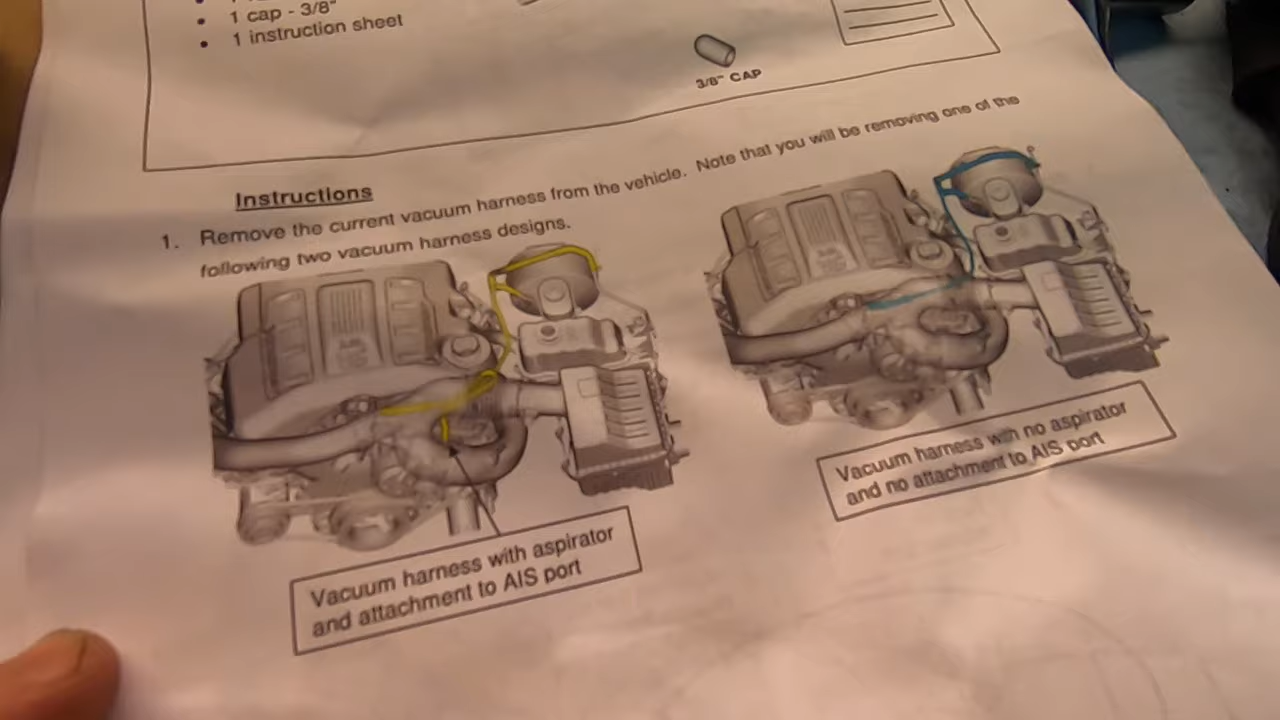 • 1 cap - 3/8"
• 1 instruction sheet
3/8" CAP
Instructions
1. Remove the current vacuum harness from the vehicle. Note that you will be removing one of the
following two vacuum harness designs.
Vacuum harness with no aspirator
and no attachment to AIS port
Vacuum harness with aspirator
and attachment to AIS port